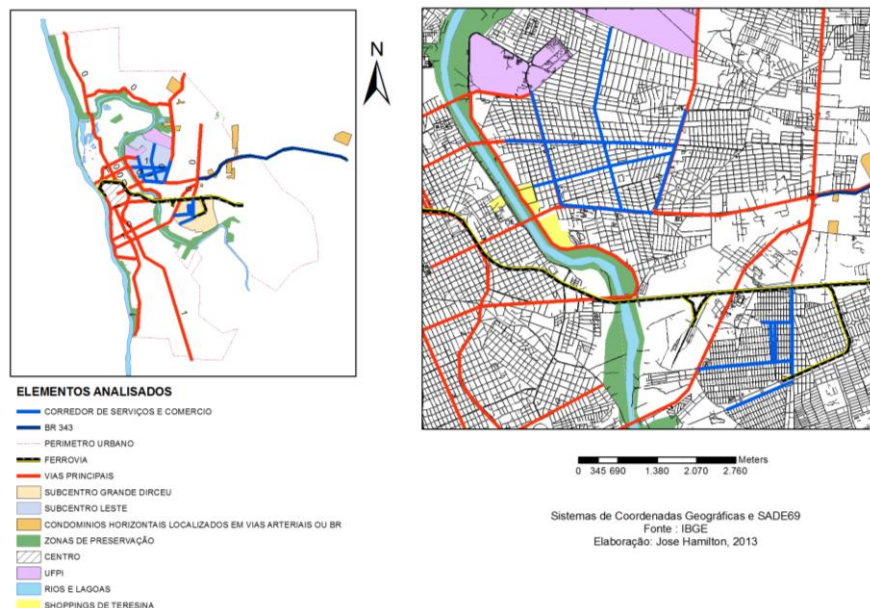 N
ELEMENTOS ANALISADOS
CORREDOR DE SERVIÇOS E COMERCIO
BR 343
PERIMETRO URBANO
FERROVIA
VIAS PRINCIPAIS
SUBCENTRO GRANDE DIRCEU
SUBCENTRO LESTE
CONDOMINIOS HORIZONTAIS LOCALIZADOS EM VIAS ARTERIAIS OU BR
ZONAS DE PRESERVAÇÃO
CENTRO
UFPI
RIOS E LAGOAS
SHOPPINGS DE TERESINA
0 345 690 1.380 2.070 2.760 Meters
Sistemas de Coordenadas Geográficas e SADE69
Fonte : IBGE
Elaboração: Jose Hamilton, 2013